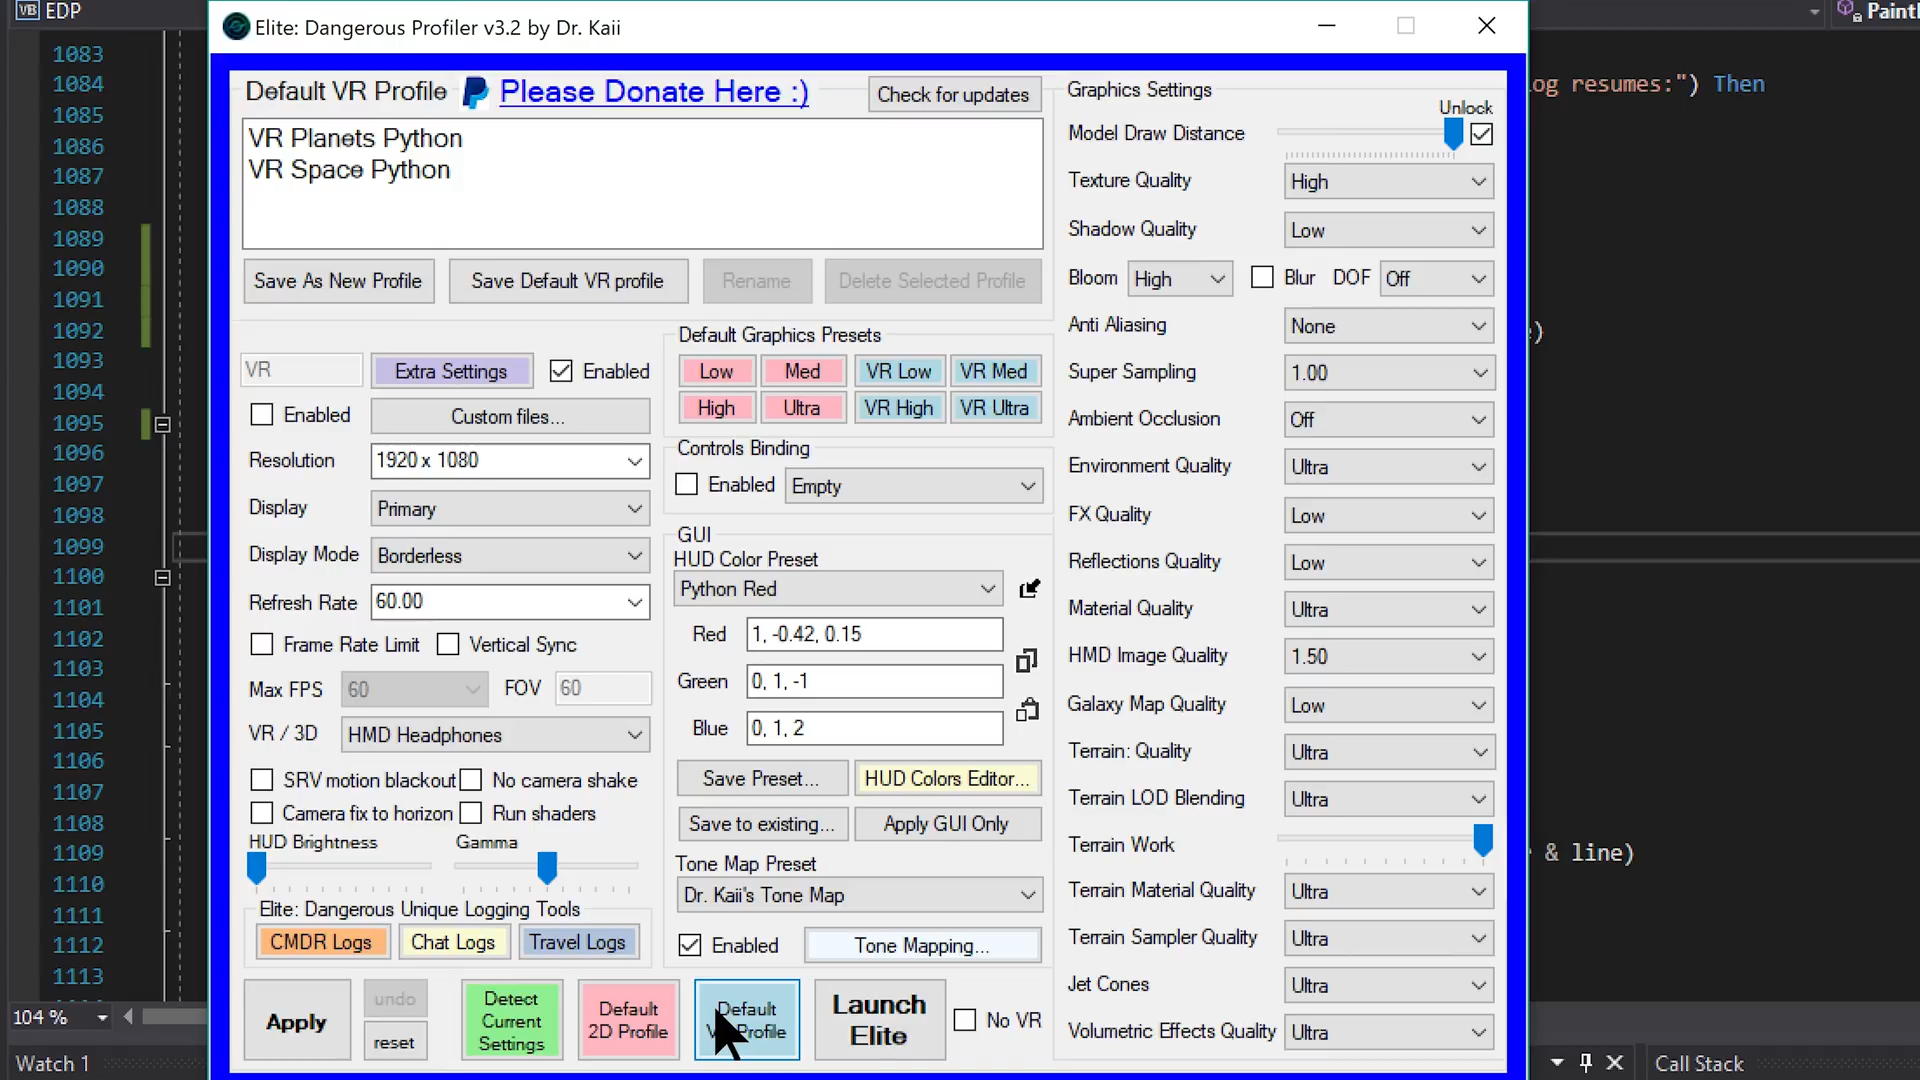 EDP
Elite: Dangerous Profiler v3.2 by Dr. Kaii
Default VR Profile
Please Donate Here :)
Check for updates
VR Planets Python
VR Space Python
Save As New Profile
Save Default VR profile
Rename
Delete Selected Profile
VR
Extra Settings
Enabled
Enabled
Custom files...
Resolution
1920 x 1080
Display
Primary
Display Mode
Borderless
Refresh Rate
60.00
Frame Rate Limit
Vertical Sync
Max FPS
60
FOV
60
VR / 3D
HMD Headphones
SRV motion blackout
No camera shake
Camera fix to horizon
Run shaders
HUD Brightness
Gamma
Elite: Dangerous Unique Logging Tools
CMDR Logs
Chat Logs
Travel Logs
Default Graphics Presets
Low
Med
VR Low
VR Med
High
Ultra
VR High
VR Ultra
Controls Binding
Enabled
Empty
GUI
HUD Color Preset
Python Red
Red
1, -0.42, 0.15
Green
0, 1, -1
Blue
0, 1, 2
Save Preset...
HUD Colors Editor...
Save to existing...
Apply GUI Only
Tone Map Preset
Dr. Kaii's Tone Map
Enabled
Tone Mapping...
Apply
undo
reset
Detect
Current
Settings
Default
2D Profile
Default
Profile
Launch
Elite
No VR
Graphics Settings
Unlock
Model Draw Distance
Texture Quality
High
Shadow Quality
Low
Bloom
High
Blur
DOF
Off
Anti Aliasing
None
Super Sampling
1.00
Ambient Occlusion
Off
Environment Quality
Ultra
FX Quality
Low
Reflections Quality
Low
Material Quality
Ultra
HMD Image Quality
1.50
Galaxy Map Quality
Low
Terrain: Quality
Ultra
Terrain LOD Blending
Ultra
Terrain Work
Terrain Material Quality
Ultra
Terrain Sampler Quality
Ultra
Jet Cones
Ultra
Volumetric Effects Quality
Ultra
1083
1084
1085
1086
1087
1088
1089
1090
1091
1092
1093
1094
1095
1096
1097
1098
1099
1100
1101
1102
1103
1104
1105
1106
1107
1108
1109
1110
1111
1112
1113
104 %
Watch 1
log resumes:") Then
)
& line)
Call Stack